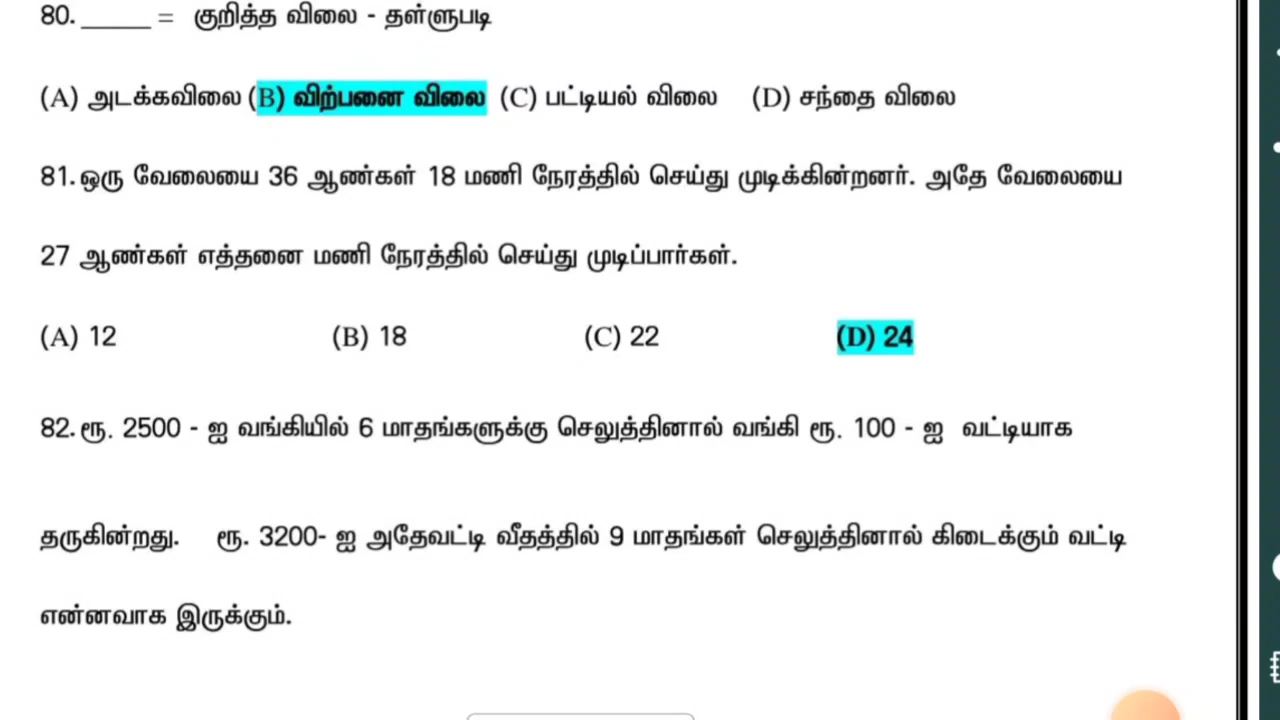 80. _____ = குறித்த விலை - தள்ளுபடி
(A) அடக்கவிலை (B) விற்பனை விலை (C) பட்டியல் விலை (D) சந்தை விலை
81. ஒரு வேலையை 36 ஆண்கள் 18 மணி நேரத்தில் செய்து முடிக்கின்றனர். அதே வேலையை
27 ஆண்கள் எத்தனை மணி நேரத்தில் செய்து முடிப்பார்கள்.
(A) 12 (B) 18 (C) 22 (D) 24
82. ரூ. 2500 - ஐ வங்கியில் 6 மாதங்களுக்கு செலுத்தினால் வங்கி ரூ. 100 - ஐ வட்டியாக
தருகின்றது. ரூ. 3200- ஐ அதேவட்டி வீதத்தில் 9 மாதங்கள் செலுத்தினால் கிடைக்கும் வட்டி
என்னவாக இருக்கும்.